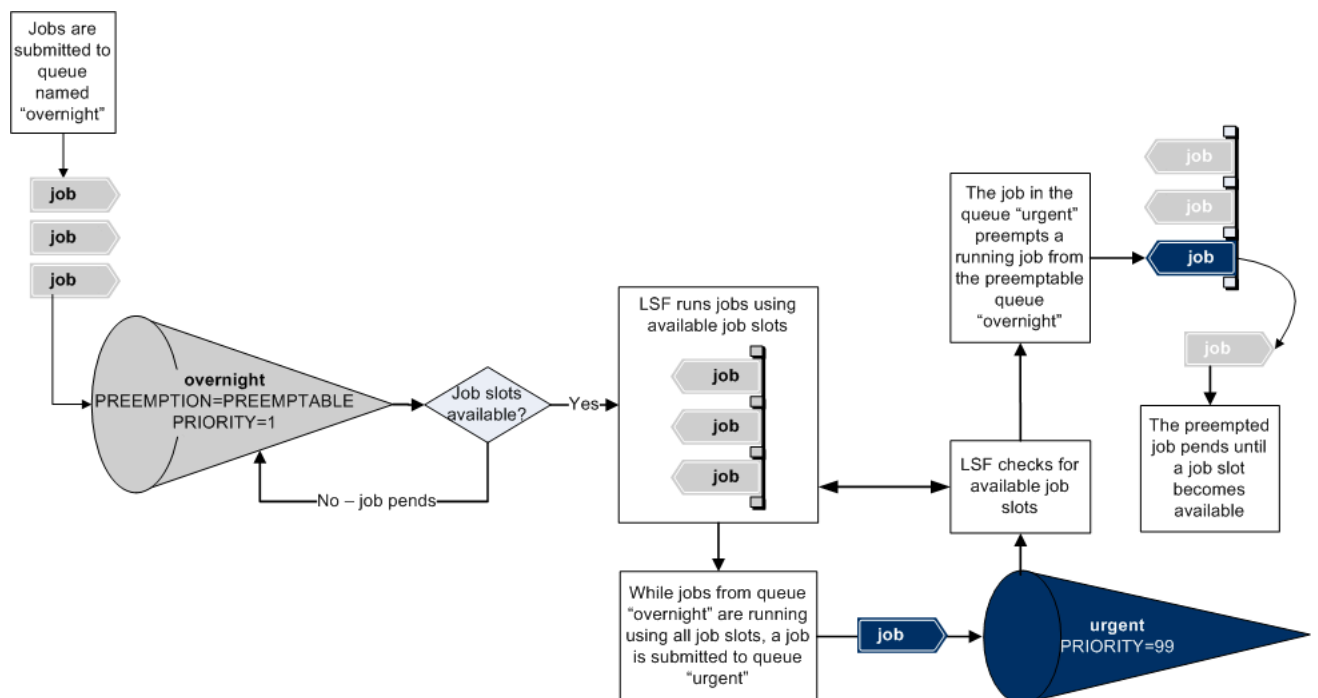 Jobs are
submitted to
queue
named
“overnight”
job
job
job
overnight
PREEMPTION=PREEMPTABLE
PRIORITY=1
Job slots
available?
Yes
No – job pends
LSF runs jobs using
available job slots
job
job
job
While jobs from queue
“overnight” are running
using all job slots, a job
is submitted to queue
“urgent”
job
urgent
PRIORITY=99
LSF checks for
available job
slots
The job in the
queue “urgent”
preempts a
running job from
the preemptable
queue
“overnight”
job
job
job
job
The preempted
job pends until
a job slot
becomes
available